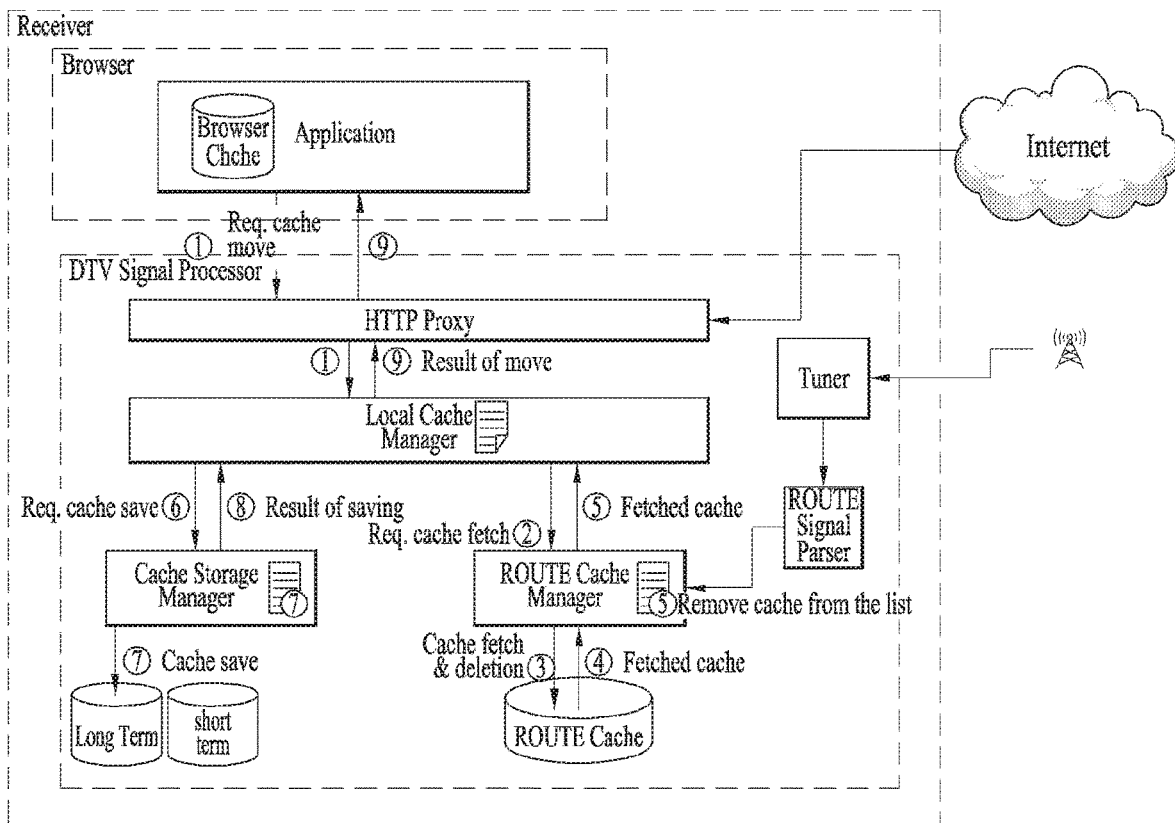 Receiver
Browser
Browser
Chche
Application
Internet
① Req. cache
move
⑨
DTV Signal Processor
HTTP Proxy
①
⑨ Result of move
Tuner
((ຖ))
Local Cache
Manager
Req. cache save ⑥
⑧ Result of saving
Req. cache fetch ②
⑤ Fetched cache
ROUTE
Signal
Parser
Cache Storage
Manager
⑦
ROUTE Cache
Manager
⑤ Remove cache from the list
⑦ Cache save
Cache fetch
& deletion ③
④ Fetched cache
Long Term
short
term
ROUTE Cache